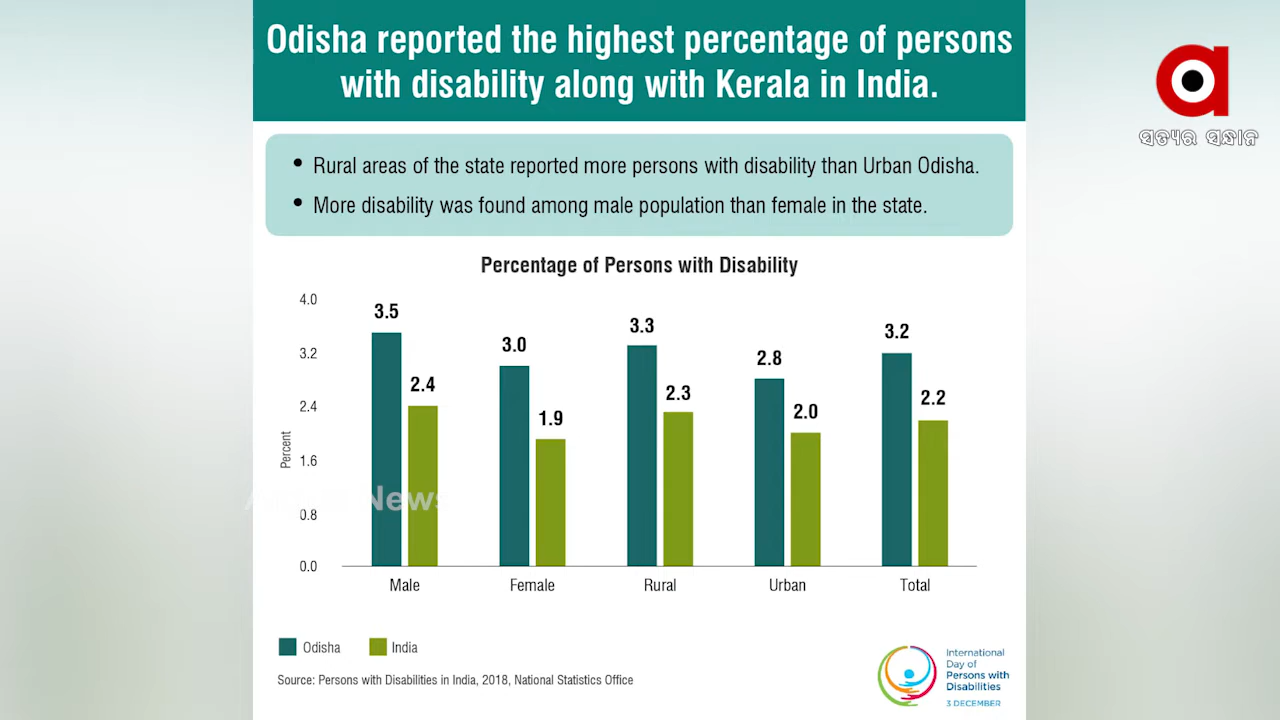 Odisha reported the highest percentage of persons
with disability along with Kerala in India.
ସତ୍ୟର ସନ୍ଧାନ
• Rural areas of the state reported more persons with disability than Urban Odisha.
• More disability was found among male population than female in the state.
Percentage of Persons with Disability
Percent
4.0
3.2
2.4
1.6
0.8
0.0
3.5
2.4
3.0
1.9
3.3
2.3
2.8
2.0
3.2
2.2
News
Male
Female
Rural
Urban
Total
Odisha
India
Source: Persons with Disabilities in India, 2018, National Statistics Office
International
Day of
Persons with
Disabilities
3 DECEMBER